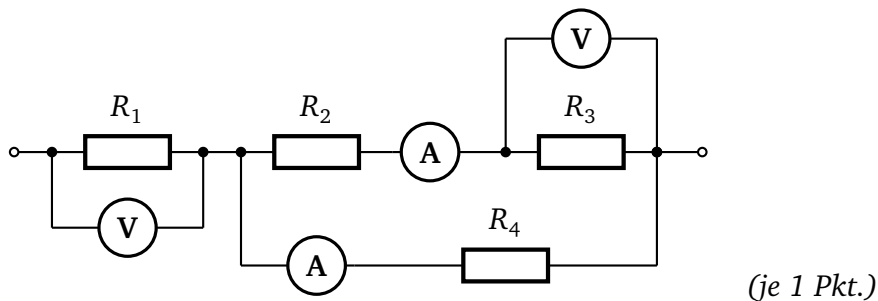 V
R₁ R₂ R₃
A
V R₄
A
(je 1 Pkt.)